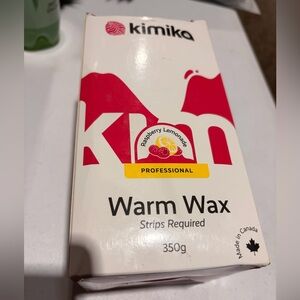 kimika
kim
Raspberry Lemonade
PROFESSIONAL
Warm Wax
Strips Required
350g
Made in Canada